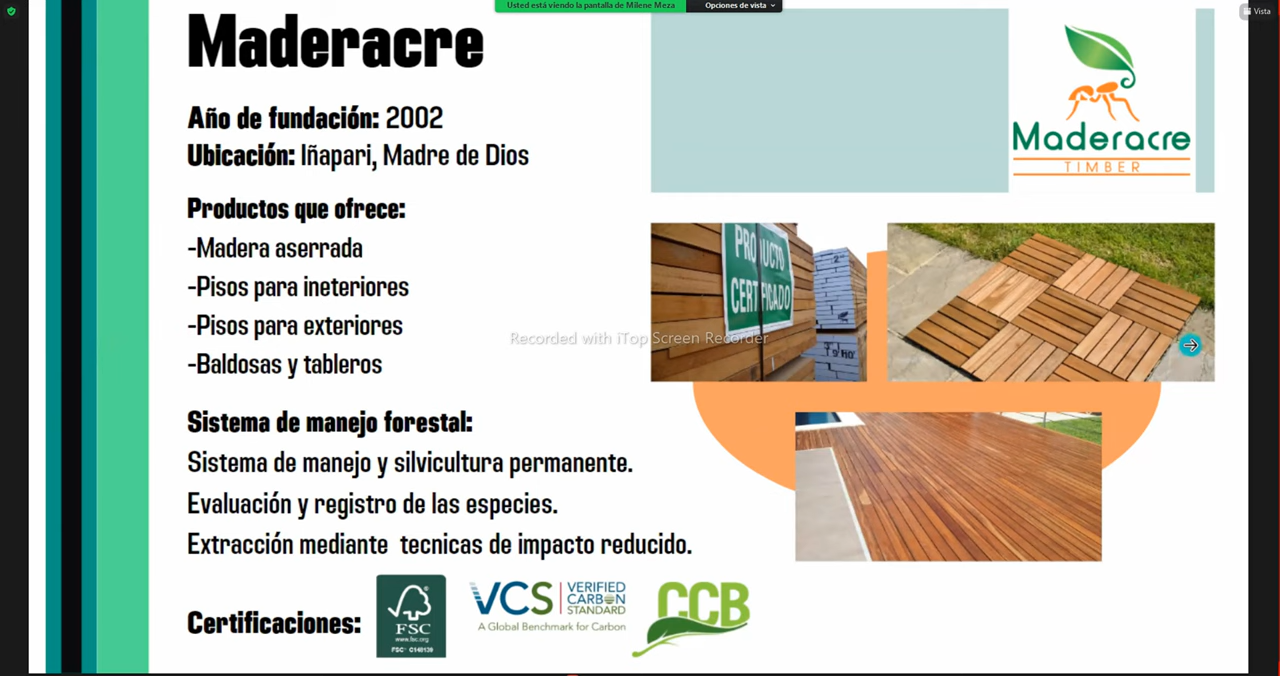 Usted está viendo la pantalla de Milene Meza
Opciones de vista
Vista
Maderacre
Año de fundación: 2002
Ubicación: Iñapari, Madre de Dios
Productos que ofrece:
-Madera aserrada
-Pisos para ineteriores
-Pisos para exteriores
-Baldosas y tableros
Sistema de manejo forestal:
Sistema de manejo y silvicultura permanente.
Evaluación y registro de las especies.
Extracción mediante tecnicas de impacto reducido.
Certificaciones:
FSC
www.fsc.org
FSC® C140139
VCS VERIFIED
CARBON
STANDARD
A Global Benchmark for Carbon
CCB
Maderacre
TIMBER
PRODUCTO
CERTIFICADO
2"
Recorded with iTop Screen Recorder